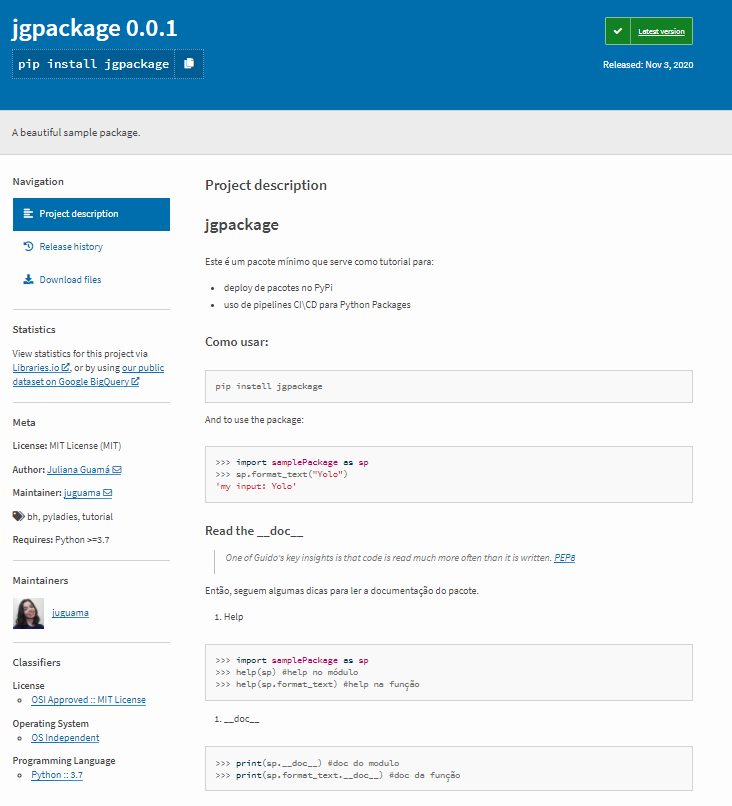 jgpackage 0.0.1
pip install jgpackage
Latest version
Released: Nov 3, 2020
A beautiful sample package.
Navigation
Project description
Release history
Download files
Statistics
View statistics for this project via
Libraries.io, or by using our public
dataset on Google BigQuery
Meta
License: MIT License (MIT)
Author: Juliana Guamá
Maintainer: juguama
bh, pyladies, tutorial
Requires: Python >=3.7
Maintainers
juguama
Classifiers
License
OSI Approved :: MIT License
Operating System
OS Independent
Programming Language
Python :: 3.7
Project description
jgpackage
Este é um pacote mínimo que serve como tutorial para:
deploy de pacotes no PyPi
uso de pipelines CI\CD para Python Packages
Como usar:
pip install jgpackage
And to use the package:
>>> import samplePackage as sp
>>> sp.format_text("Yolo")
'my input: Yolo'
Read the __doc__
One of Guido's key insights is that code is read much more often than it is written. PEP8
Então, seguem algumas dicas para ler a documentação do pacote.
1. Help
>>> import samplePackage as sp
>>> help(sp) #help no módulo
>>> help(sp.format_text) #help na função
1. __doc__
>>> print(sp.__doc__) #doc do modulo
>>> print(sp.format_text.__doc__) #doc da função